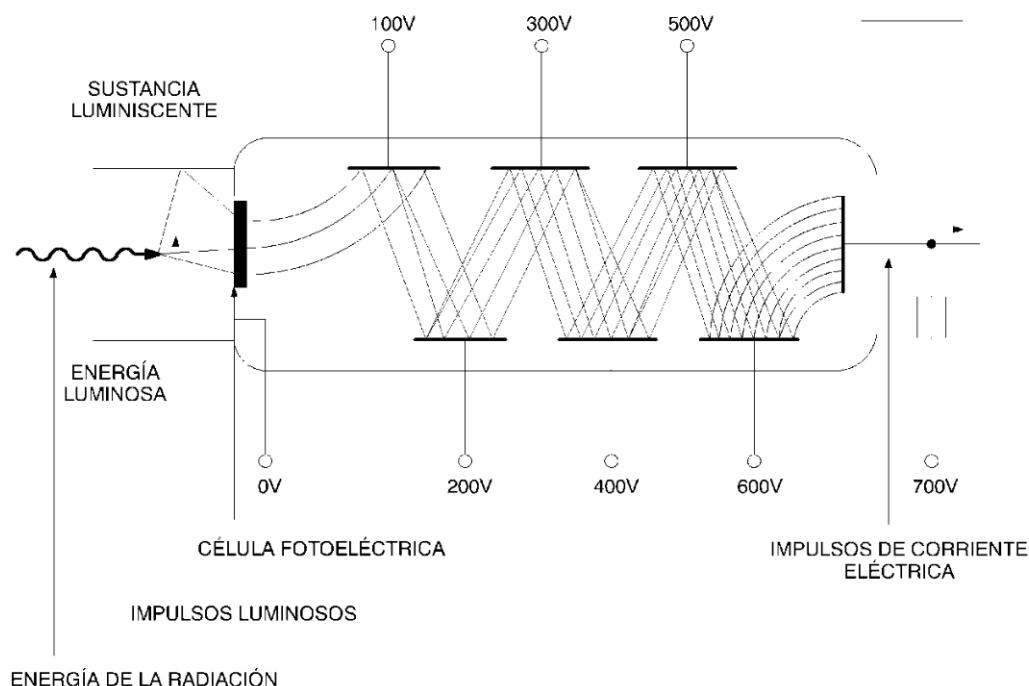 100V
300V
500V
SUSTANCIA
LUMINISCENTE
ENERGÍA
LUMINOSA
0V
200V
400V
600V
700V
CÉLULA FOTOELÉCTRICA
IMPULSOS DE CORRIENTE
ELÉCTRICA
IMPULSOS LUMINOSOS
ENERGÍA DE LA RADIACIÓN